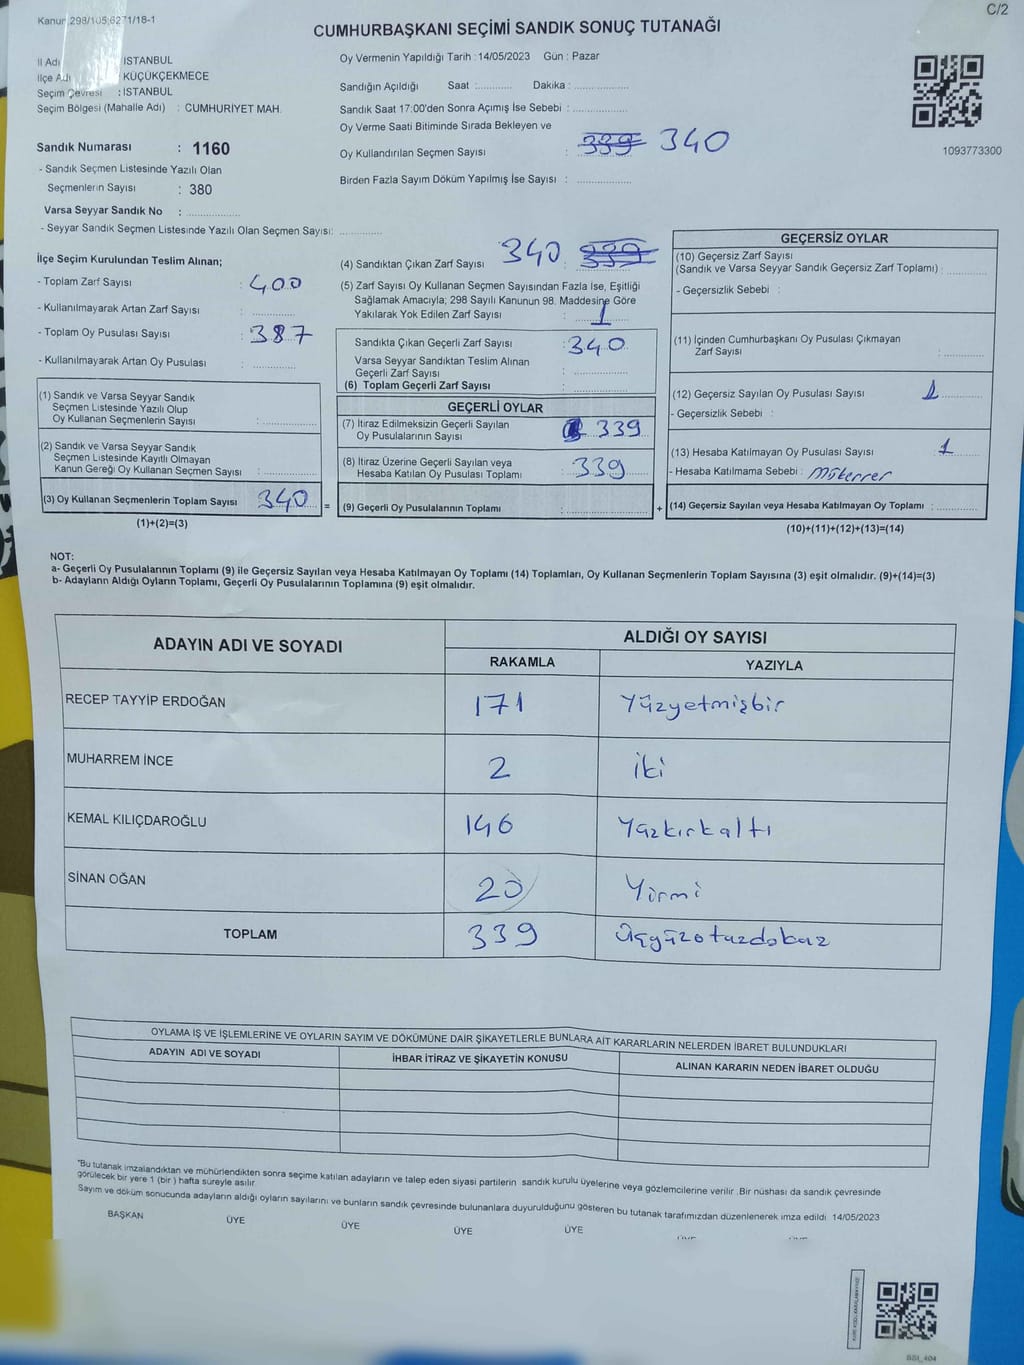 Kanun 298/105;6271/18-1
C/2
CUMHURBAŞKANI SEÇİMİ SANDIK SONUÇ TUTANAĞI
İl Adı : İSTANBUL
İlçe Adı : KÜÇÜKÇEKMECE
Seçim Çevresi : İSTANBUL
Seçim Bölgesi (Mahalle Adı) : CUMHURİYET MAH.
Sandık Numarası : 1160
- Sandık Seçmen Listesinde Yazılı Olan
Seçmenlerin Sayısı : 380
Varsa Seyyar Sandık No : ..................
- Seyyar Sandık Seçmen Listesinde Yazılı Olan Seçmen Sayısı: ............
Oy Vermenin Yapıldığı Tarih : 14/05/2023 Gün : Pazar
Sandığın Açıldığı Saat :............ Dakika : ..................
Sandık Saat 17:00'den Sonra Açımış İse Sebebi : ..................
Oy Verme Saati Bitiminde Sırada Bekleyen ve
Oy Kullandırılan Seçmen Sayısı : 339 340
Birden Fazla Sayım Döküm Yapılmış İse Sayısı : ..................
1093773300
İlçe Seçim Kurulundan Teslim Alınan;
- Toplam Zarf Sayısı : 400
- Kullanılmayarak Artan Zarf Sayısı : ............
- Toplam Oy Pusulası Sayısı : 387
- Kullanılmayarak Artan Oy Pusulası : ............
(1) Sandık ve Varsa Seyyar Sandık
Seçmen Listesinde Yazılı Olup
Oy Kullanan Seçmenlerin Sayısı : ..................
(2) Sandık ve Varsa Seyyar Sandık
Seçmen Listesinde Kayıtlı Olmayan
Kanun Gereği Oy Kullanan Seçmen Sayısı : ..................
(3) Oy Kullanan Seçmenlerin Toplam Sayısı 340 =
(1)+(2)=(3)
(4) Sandıktan Çıkan Zarf Sayısı 340 : 339
(5) Zarf Sayısı Oy Kullanan Seçmen Sayısından Fazla İse, Eşitliği
Sağlamak Amacıyla; 298 Sayılı Kanunun 98. Maddesine Göre
Yakılarak Yok Edilen Zarf Sayısı : 1
Sandıkta Çıkan Geçerli Zarf Sayısı : 340
Varsa Seyyar Sandıktan Teslim Alınan
Geçerli Zarf Sayısı : ..................
(6) Toplam Geçerli Zarf Sayısı : ..................
GEÇERLİ OYLAR
(7) İtiraz Edilmeksizin Geçerli Sayılan
Oy Pusulalarının Sayısı 339
(8) İtiraz Üzerine Geçerli Sayılan veya
Hesaba Katılan Oy Pusulası Toplamı : 339
(9) Geçerli Oy Pusulalarının Toplamı : .................. +
GEÇERSİZ OYLAR
(10) Geçersiz Zarf Sayısı
(Sandık ve Varsa Seyyar Sandık Geçersiz Zarf Toplamı) : ............
- Geçersizlik Sebebi :
(11) İçinden Cumhurbaşkanı Oy Pusulası Çıkmayan
Zarf Sayısı : ............
(12) Geçersiz Sayılan Oy Pusulası Sayısı : 1
- Geçersizlik Sebebi :
(13) Hesaba Katılmayan Oy Pusulası Sayısı : 1
- Hesaba Katılmama Sebebi : Mükerrer
(14) Geçersiz Sayılan veya Hesaba Katılmayan Oy Toplamı : ............
(10)+(11)+(12)+(13)=(14)
NOT:
a- Geçerli Oy Pusulalarının Toplamı (9) ile Geçersiz Sayılan veya Hesaba Katılmayan Oy Toplamı (14) Toplamları, Oy Kullanan Seçmenlerin Toplam Sayısına (3) eşit olmalıdır. (9)+(14)=(3)
b- Adayların Aldığı Oyların Toplamı, Geçerli Oy Pusulalarının Toplamına (9) eşit olmalıdır.
ADAYIN ADI VE SOYADI
ALDIĞI OY SAYISI
RAKAMLA YAZIYLA
RECEP TAYYİP ERDOĞAN 171 Yüzyetmişbir
MUHARREM İNCE 2 iki
KEMAL KILIÇDAROĞLU 146 Yüzkırkaltı
SİNAN OĞAN 20 Yirmi
TOPLAM 339 Üçyüzotuzdokuz
OYLAMA İŞ VE İŞLEMLERİNE VE OYLARIN SAYIM VE DÖKÜMÜNE DAİR ŞİKAYETLERLE BUNLARA AİT KARARLARIN NELERDEN İBARET BULUNDUKLARI
ADAYIN ADI VE SOYADI İHBAR İTİRAZ VE ŞİKAYETİN KONUSU ALINAN KARARIN NEDEN İBARET OLDUĞU
*Bu tutanak imzalandıktan ve mühürlendikten sonra seçime katılan adayların ve talep eden siyasi partilerin sandık kurulu üyelerine veya gözlemcilerine verilir .Bir nüshası da sandık çevresinde
görülecek bir yere 1 (bir ) hafta süreyle asılır.
Sayım ve döküm sonucunda adayların aldığı oyların sayılarını ve bunların sandık çevresinde bulunanlara duyurulduğunu gösteren bu tutanak tarafımızdan düzenlenerek imza edildi 14/05/2023
BAŞKAN ÜYE ÜYE ÜYE ÜYE